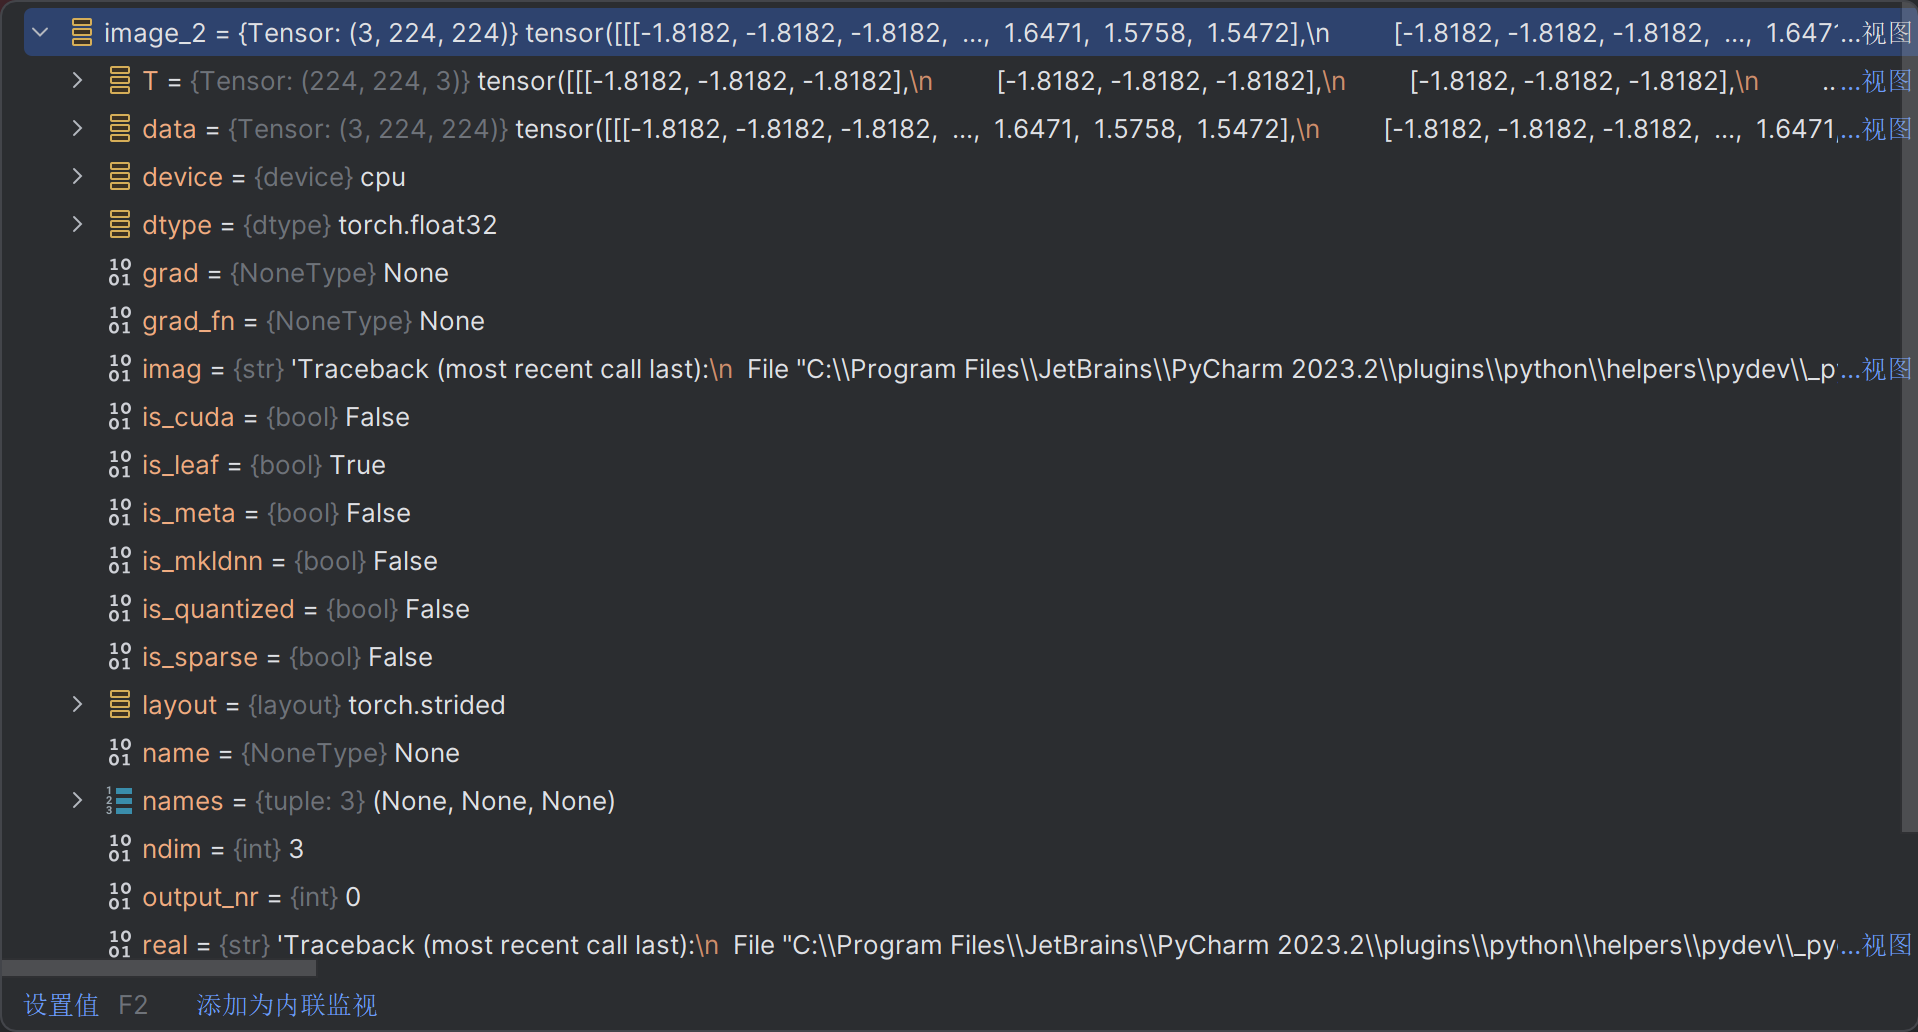 image_2 = {Tensor: (3, 224, 224)} tensor([[[-1.8182, -1.8182, -1.8182,  ...,  1.6471,  1.5758,  1.5472],\n         [-1.8182, -1.8182, -1.8182,  ...,  1.647...视图
T = {Tensor: (224, 224, 3)} tensor([[[-1.8182, -1.8182, -1.8182],\n         [-1.8182, -1.8182, -1.8182],\n         [-1.8182, -1.8182, -1.8182],\n         .. ...视图
data = {Tensor: (3, 224, 224)} tensor([[[-1.8182, -1.8182, -1.8182,  ...,  1.6471,  1.5758,  1.5472],\n         [-1.8182, -1.8182, -1.8182,  ...,  1.6471,...视图
device = {device} cpu
dtype = {dtype} torch.float32
grad = {NoneType} None
grad_fn = {NoneType} None
imag = {str} 'Traceback (most recent call last):\n  File "C:\\Program Files\\JetBrains\\PyCharm 2023.2\\plugins\\python\\helpers\\pydev\\_p...视图
is_cuda = {bool} False
is_leaf = {bool} True
is_meta = {bool} False
is_mkldnn = {bool} False
is_quantized = {bool} False
is_sparse = {bool} False
layout = {layout} torch.strided
name = {NoneType} None
names = {tuple: 3} (None, None, None)
ndim = {int} 3
output_nr = {int} 0
real = {str} 'Traceback (most recent call last):\n  File "C:\\Program Files\\JetBrains\\PyCharm 2023.2\\plugins\\python\\helpers\\pydev\\_py...视图
设置值 F2 添加为内联监视